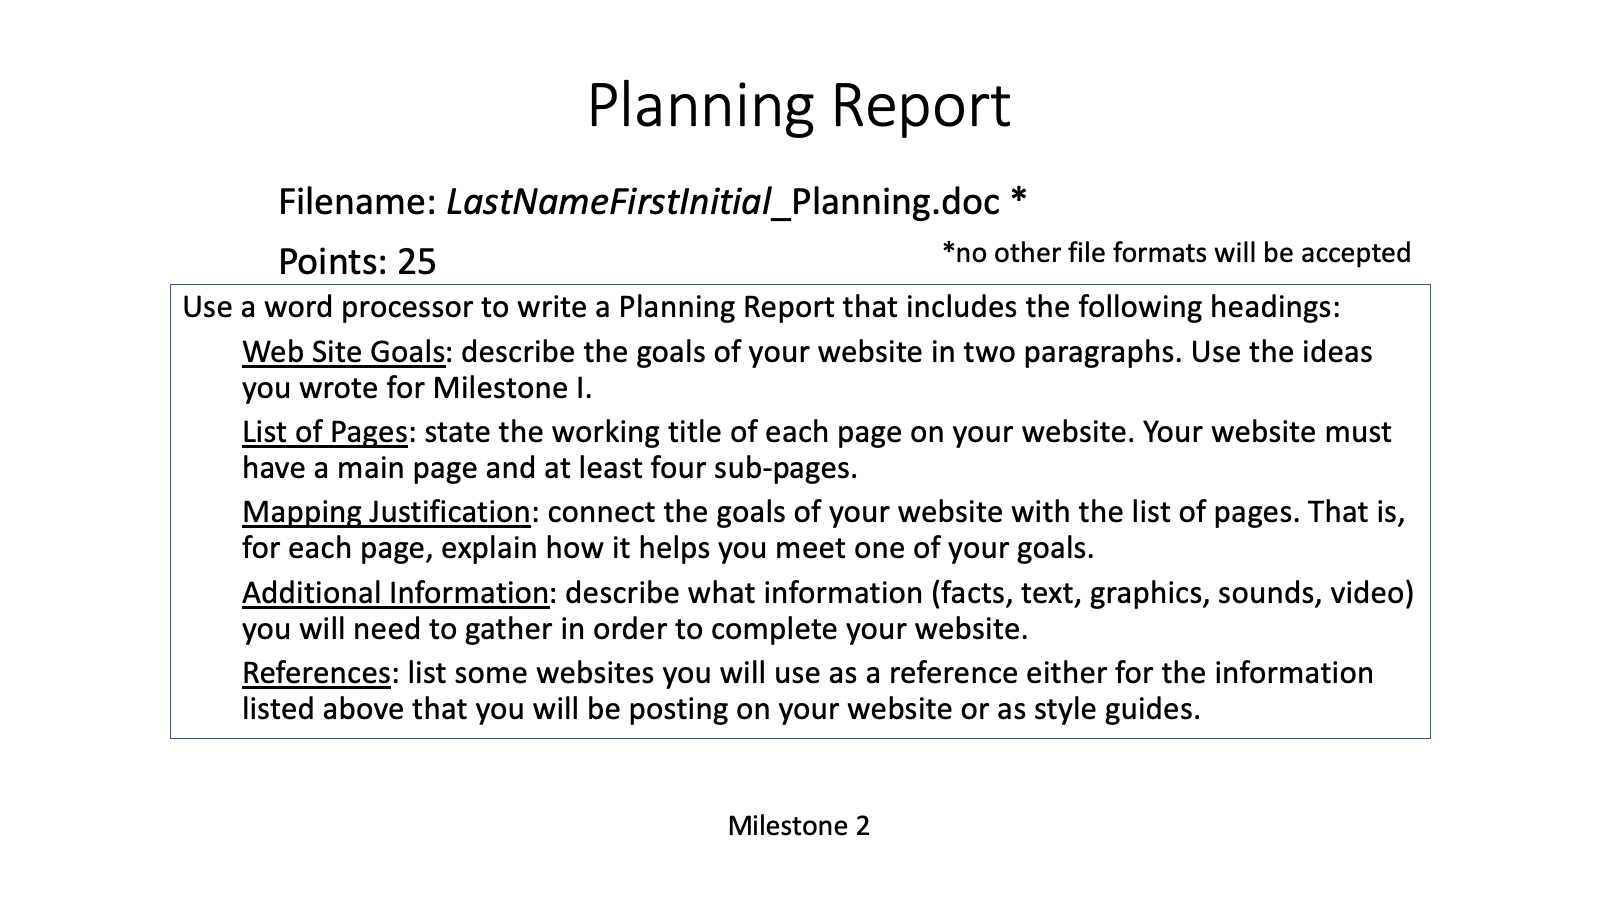 Planning Report
Filename: LastNameFirstInitial_Planning.doc *
Points: 25
*no other file formats will be accepted
Use a word processor to write a Planning Report that includes the following headings:
Web Site Goals: describe the goals of your website in two paragraphs. Use the ideas
you wrote for Milestone I.
List of Pages: state the working title of each page on your website. Your website must
have a main page and at least four sub-pages.
Mapping Justification: connect the goals of your website with the list of pages. That is,
for each page, explain how it helps you meet one of your goals.
Additional Information: describe what information (facts, text, graphics, sounds, video)
you will need to gather in order to complete your website.
References: list some websites you will use as a reference either for the information
listed above that you will be posting on your website or as style guides.
Milestone 2